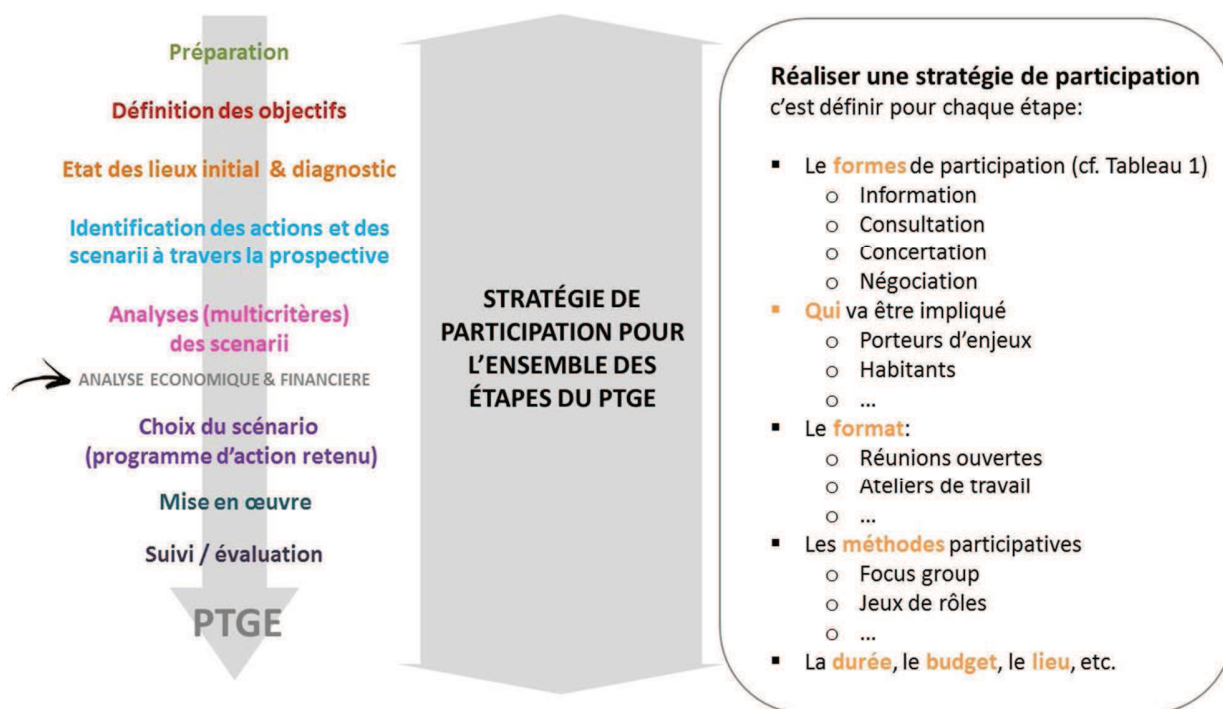 Préparation
Définition des objectifs
Etat des lieux initial & diagnostic
Identification des actions et des
scenarii à travers la prospective
Analyses (multicritères)
des scenarii
ANALYSE ECONOMIQUE & FINANCIERE
Choix du scénario
(programme d'action retenu)
Mise en œuvre
Suivi / évaluation
PTGE
STRATÉGIE DE
PARTICIPATION POUR
L'ENSEMBLE DES
ÉTAPES DU PTGE
Réaliser une stratégie de participation
c'est définir pour chaque étape:
▪ Le formes de participation (cf. Tableau 1)
o Information
o Consultation
o Concertation
o Négociation
▪ Qui va être impliqué
o Porteurs d'enjeux
o Habitants
o ...
▪ Le format:
o Réunions ouvertes
o Ateliers de travail
o ...
▪ Les méthodes participatives
o Focus group
o Jeux de rôles
o ...
▪ La durée, le budget, le lieu, etc.